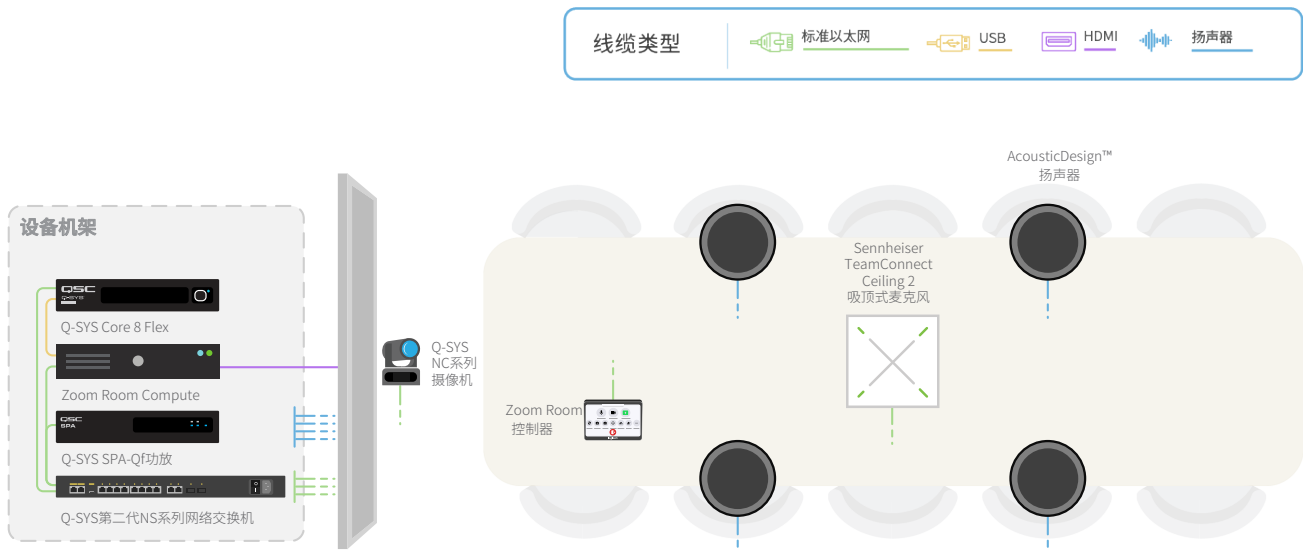 线缆类型
标准以太网
USB
HDMI
扬声器
AcousticDesign™
扬声器
设备机架
QSC
Q-SYS
Q-SYS Core 8 Flex
Zoom Room Compute
QSC
SPA
Q-SYS SPA-Qf功放
Q-SYS第二代NS系列网络交换机
Q-SYS
NC系列
摄像机
Zoom Room
控制器
Sennheiser
TeamConnect
Ceiling 2
吸顶式麦克风